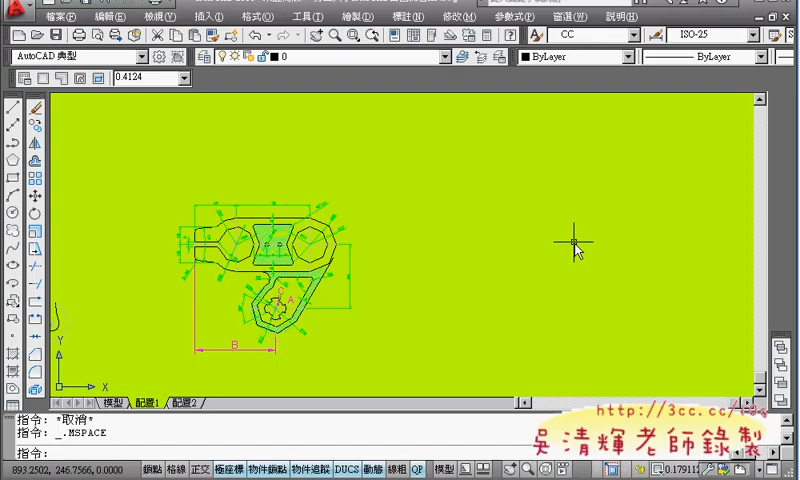 檔案(F) 編輯(E) 檢視(V) 插入(I) 格式(O) 工具(T) 繪製(D) 標註(N) 修改(M) 參數式(P) 視窗(W) 說明(H)
CC ISO-25
AutoCAD 典型 0 ByLayer ByLayer
0.4124
C
A
B
Y
X
模型 配置1 配置2
指令: *取消*
指令: _.MSPACE
指令:
http://3cc.cc/
吳清輝老師錄製
893.2502, 246.7566, 0.0000 鎖點 格線 正交 極座標 物件鎖點 物件追蹤 DUCS 動態 線粗 QP 模型 0.17911